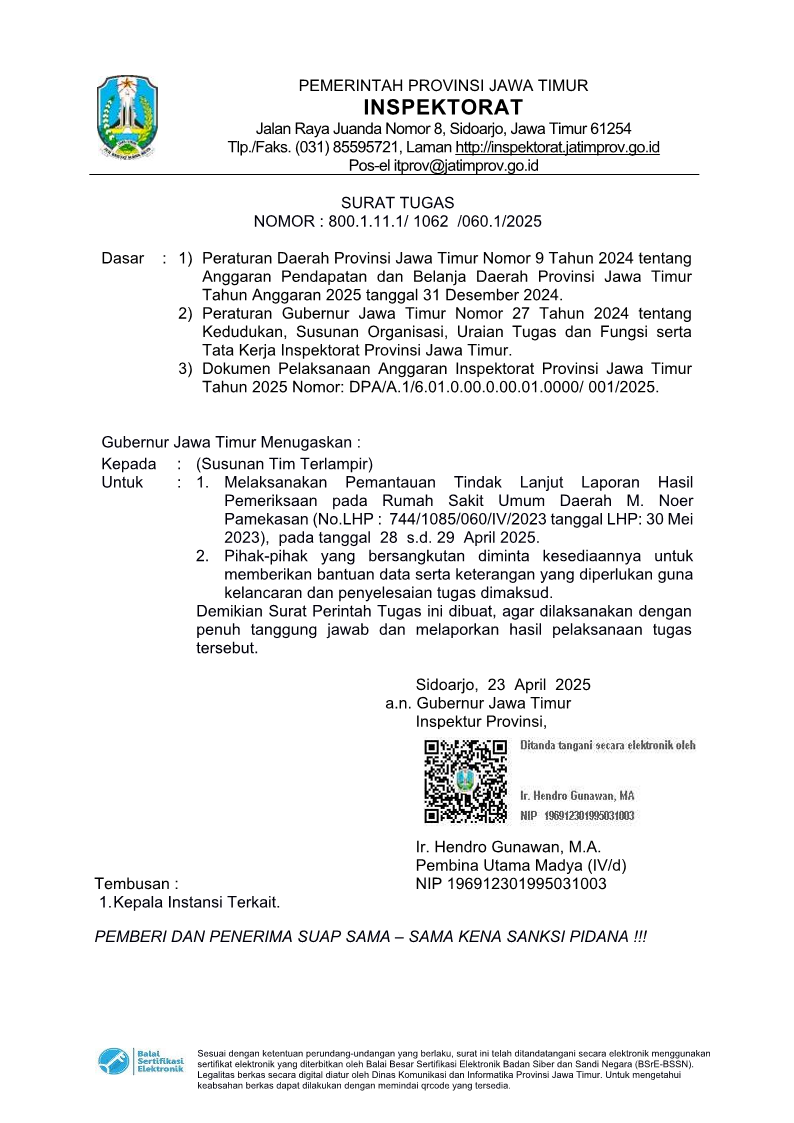 PEMERINTAH PROVINSI JAWA TIMUR
INSPEKTORAT
Jalan Raya Juanda Nomor 8, Sidoarjo, Jawa Timur 61254
Tlp./Faks. (031) 85595721, Laman http://inspektorat.jatimprov.go.id
Pos-el itprov@jatimprov.go.id
SURAT TUGAS
NOMOR : 800.1.11.1/ 1062 /060.1/2025
Dasar : 1) Peraturan Daerah Provinsi Jawa Timur Nomor 9 Tahun 2024 tentang
Anggaran Pendapatan dan Belanja Daerah Provinsi Jawa Timur
Tahun Anggaran 2025 tanggal 31 Desember 2024.
2) Peraturan Gubernur Jawa Timur Nomor 27 Tahun 2024 tentang
Kedudukan, Susunan Organisasi, Uraian Tugas dan Fungsi serta
Tata Kerja Inspektorat Provinsi Jawa Timur.
3) Dokumen Pelaksanaan Anggaran Inspektorat Provinsi Jawa Timur
Tahun 2025 Nomor: DPA/A.1/6.01.0.00.0.00.01.0000/ 001/2025.
Gubernur Jawa Timur Menugaskan :
Kepada : (Susunan Tim Terlampir)
Untuk : 1. Melaksanakan Pemantauan Tindak Lanjut Laporan Hasil
Pemeriksaan pada Rumah Sakit Umum Daerah M. Noer
Pamekasan (No.LHP : 744/1085/060/IV/2023 tanggal LHP: 30 Mei
2023), pada tanggal 28 s.d. 29 April 2025.
2. Pihak-pihak yang bersangkutan diminta kesediaannya untuk
memberikan bantuan data serta keterangan yang diperlukan guna
kelancaran dan penyelesaian tugas dimaksud.
Demikian Surat Perintah Tugas ini dibuat, agar dilaksanakan dengan
penuh tanggung jawab dan melaporkan hasil pelaksanaan tugas
tersebut.
Sidoarjo, 23 April 2025
a.n. Gubernur Jawa Timur
Inspektur Provinsi,
Ditanda tangani secara elektronik oleh
Ir. Hendro Gunawan, MA
NIP 196912301995031003
Ir. Hendro Gunawan, M.A.
Pembina Utama Madya (IV/d)
NIP 196912301995031003
Tembusan :
1.Kepala Instansi Terkait.
PEMBERI DAN PENERIMA SUAP SAMA – SAMA KENA SANKSI PIDANA !!!
Balai
Sertifikasi
Elektronik
Sesuai dengan ketentuan perundang-undangan yang berlaku, surat ini telah ditandatangani secara elektronik menggunakan
sertifikat elektronik yang diterbitkan oleh Balai Besar Sertifikasi Elektronik Badan Siber dan Sandi Negara (BSrE-BSSN).
Legalitas berkas secara digital diatur oleh Dinas Komunikasi dan Informatika Provinsi Jawa Timur. Untuk mengetahui
keabsahan berkas dapat dilakukan dengan memindai qrcode yang tersedia.